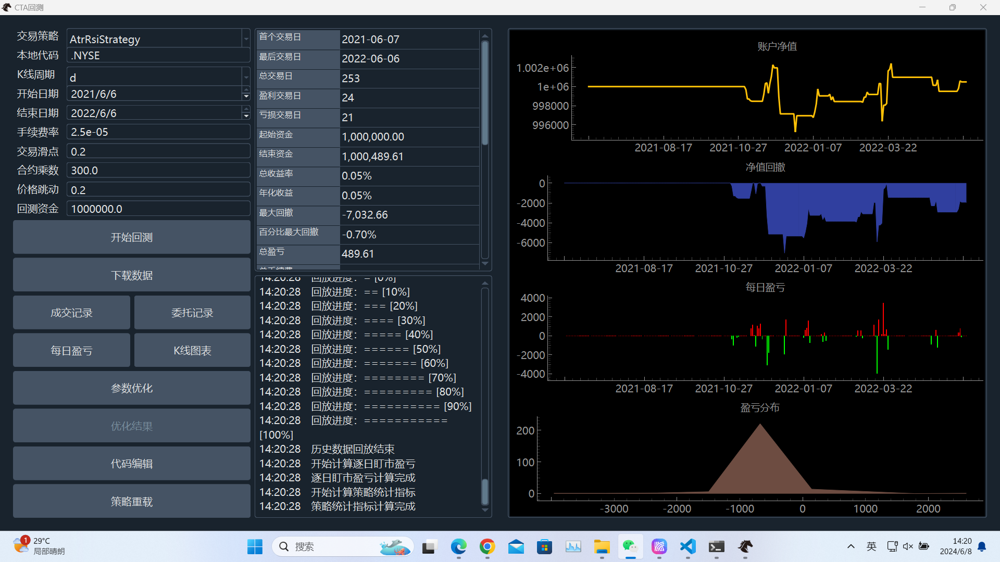 CTA回测
交易策略 AtrRsiStrategy
本地代码 .NYSE
K线周期 d
开始日期 2021/6/6
结束日期 2022/6/6
手续费率 2.5e-05
交易滑点 0.2
合约乘数 300.0
价格跳动 0.2
回测资金 1000000.0
开始回测
下载数据
成交记录 委托记录
每日盈亏 K线图表
参数优化
优化结果
代码编辑
策略重载
首个交易日 2021-06-07
最后交易日 2022-06-06
总交易日 253
盈利交易日 24
亏损交易日 21
起始资金 1,000,000.00
结束资金 1,000,489.61
总收益率 0.05%
年化收益 0.05%
最大回撤 -7,032.66
百分比最大回撤 -0.70%
总盈亏 489.61
14:20:28 回放进度：= [0%]
14:20:28 回放进度：== [10%]
14:20:28 回放进度：=== [20%]
14:20:28 回放进度：==== [30%]
14:20:28 回放进度：===== [40%]
14:20:28 回放进度：====== [50%]
14:20:28 回放进度：======= [60%]
14:20:28 回放进度：======== [70%]
14:20:28 回放进度：========= [80%]
14:20:28 回放进度：========== [90%]
14:20:28 回放进度：===========
[100%]
14:20:28 历史数据回放结束
14:20:28 开始计算逐日盯市盈亏
14:20:28 逐日盯市盈亏计算完成
14:20:28 开始计算策略统计指标
14:20:28 策略统计指标计算完成
账户净值
1.002e+06
1e+06
998000
996000
2021-08-17 2021-10-27 2022-01-07 2022-03-22
净值回撤
0
-2000
-4000
-6000
2021-08-17 2021-10-27 2022-01-07 2022-03-22
每日盈亏
4000
2000
0
-2000
-4000
2021-08-17 2021-10-27 2022-01-07 2022-03-22
盈亏分布
200
100
0
-3000 -2000 -1000 0 1000 2000
1
29°C
局部晴朗
搜索
英
14:20
2024/6/8